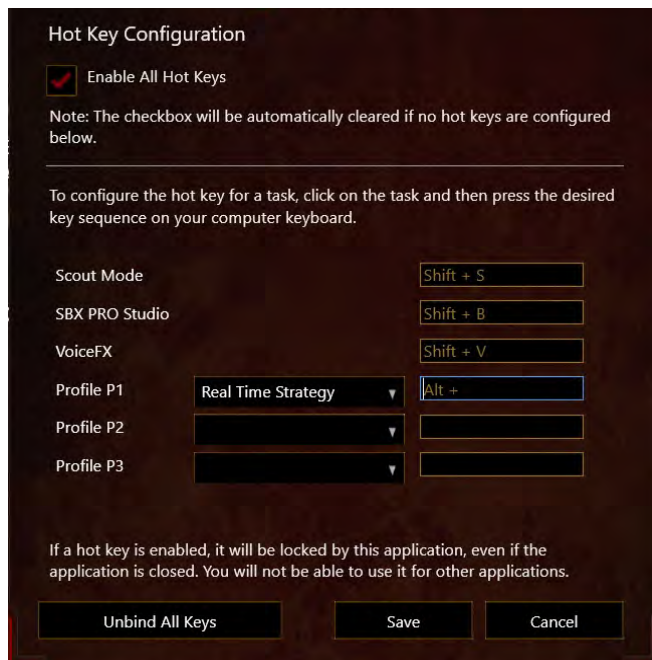 Hot Key Configuration
Enable All Hot Keys
Note: The checkbox will be automatically cleared if no hot keys are configured
below.
To configure the hot key for a task, click on the task and then press the desired
key sequence on your computer keyboard.
Scout Mode Shift + S
SBX PRO Studio Shift + B
VoiceFX Shift + V
Profile P1 Real Time Strategy Alt +
Profile P2
Profile P3
If a hot key is enabled, it will be locked by this application, even if the
application is closed. You will not be able to use it for other applications.
Unbind All Keys Save Cancel